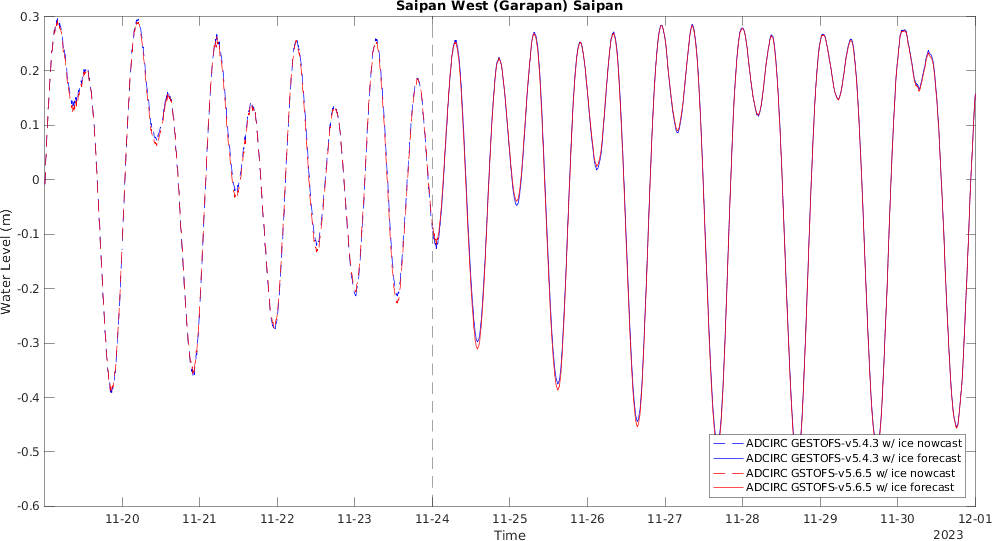 Saipan West (Garapan) Saipan
0.3
0.2
0.1
0
-0.1
-0.2
-0.3
-0.4
-0.5
-0.6
Water Level (m)
ADCIRC GESTOFS-v5.4.3 w/ ice nowcast
ADCIRC GESTOFS-v5.4.3 w/ ice forecast
ADCIRC GSTOFS-v5.6.5 w/ ice nowcast
ADCIRC GSTOFS-v5.6.5 w/ ice forecast
11-20 11-21 11-22 11-23 11-24 11-25 11-26 11-27 11-28 11-29 11-30 12-01
Time
2023